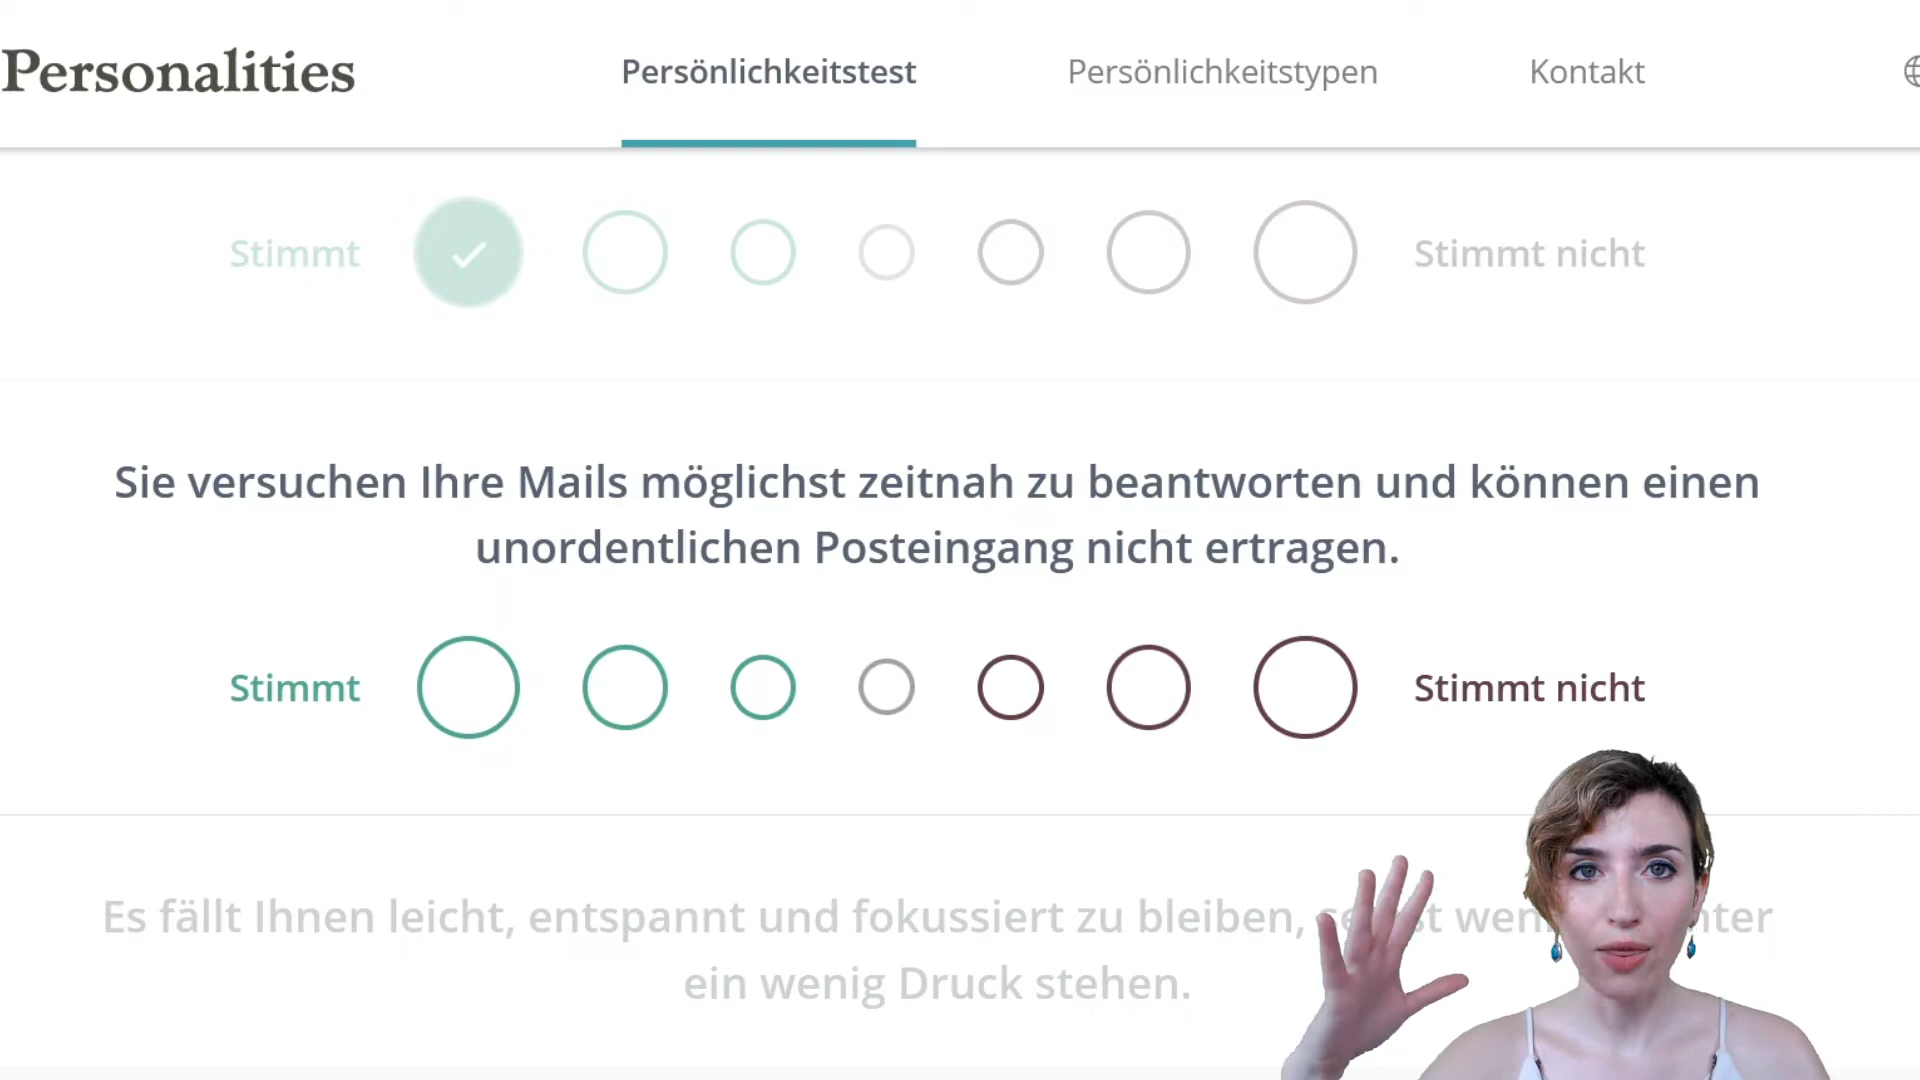 Personalities
Persönlichkeitstest
Persönlichkeitstypen
Kontakt
Stimmt
Stimmt nicht
Sie versuchen Ihre Mails möglichst zeitnah zu beantworten und können einen
unordentlichen Posteingang nicht ertragen.
Stimmt
Stimmt nicht
Es fällt Ihnen leicht, entspannt und fokussiert zu bleiben,
ein wenig Druck stehen.